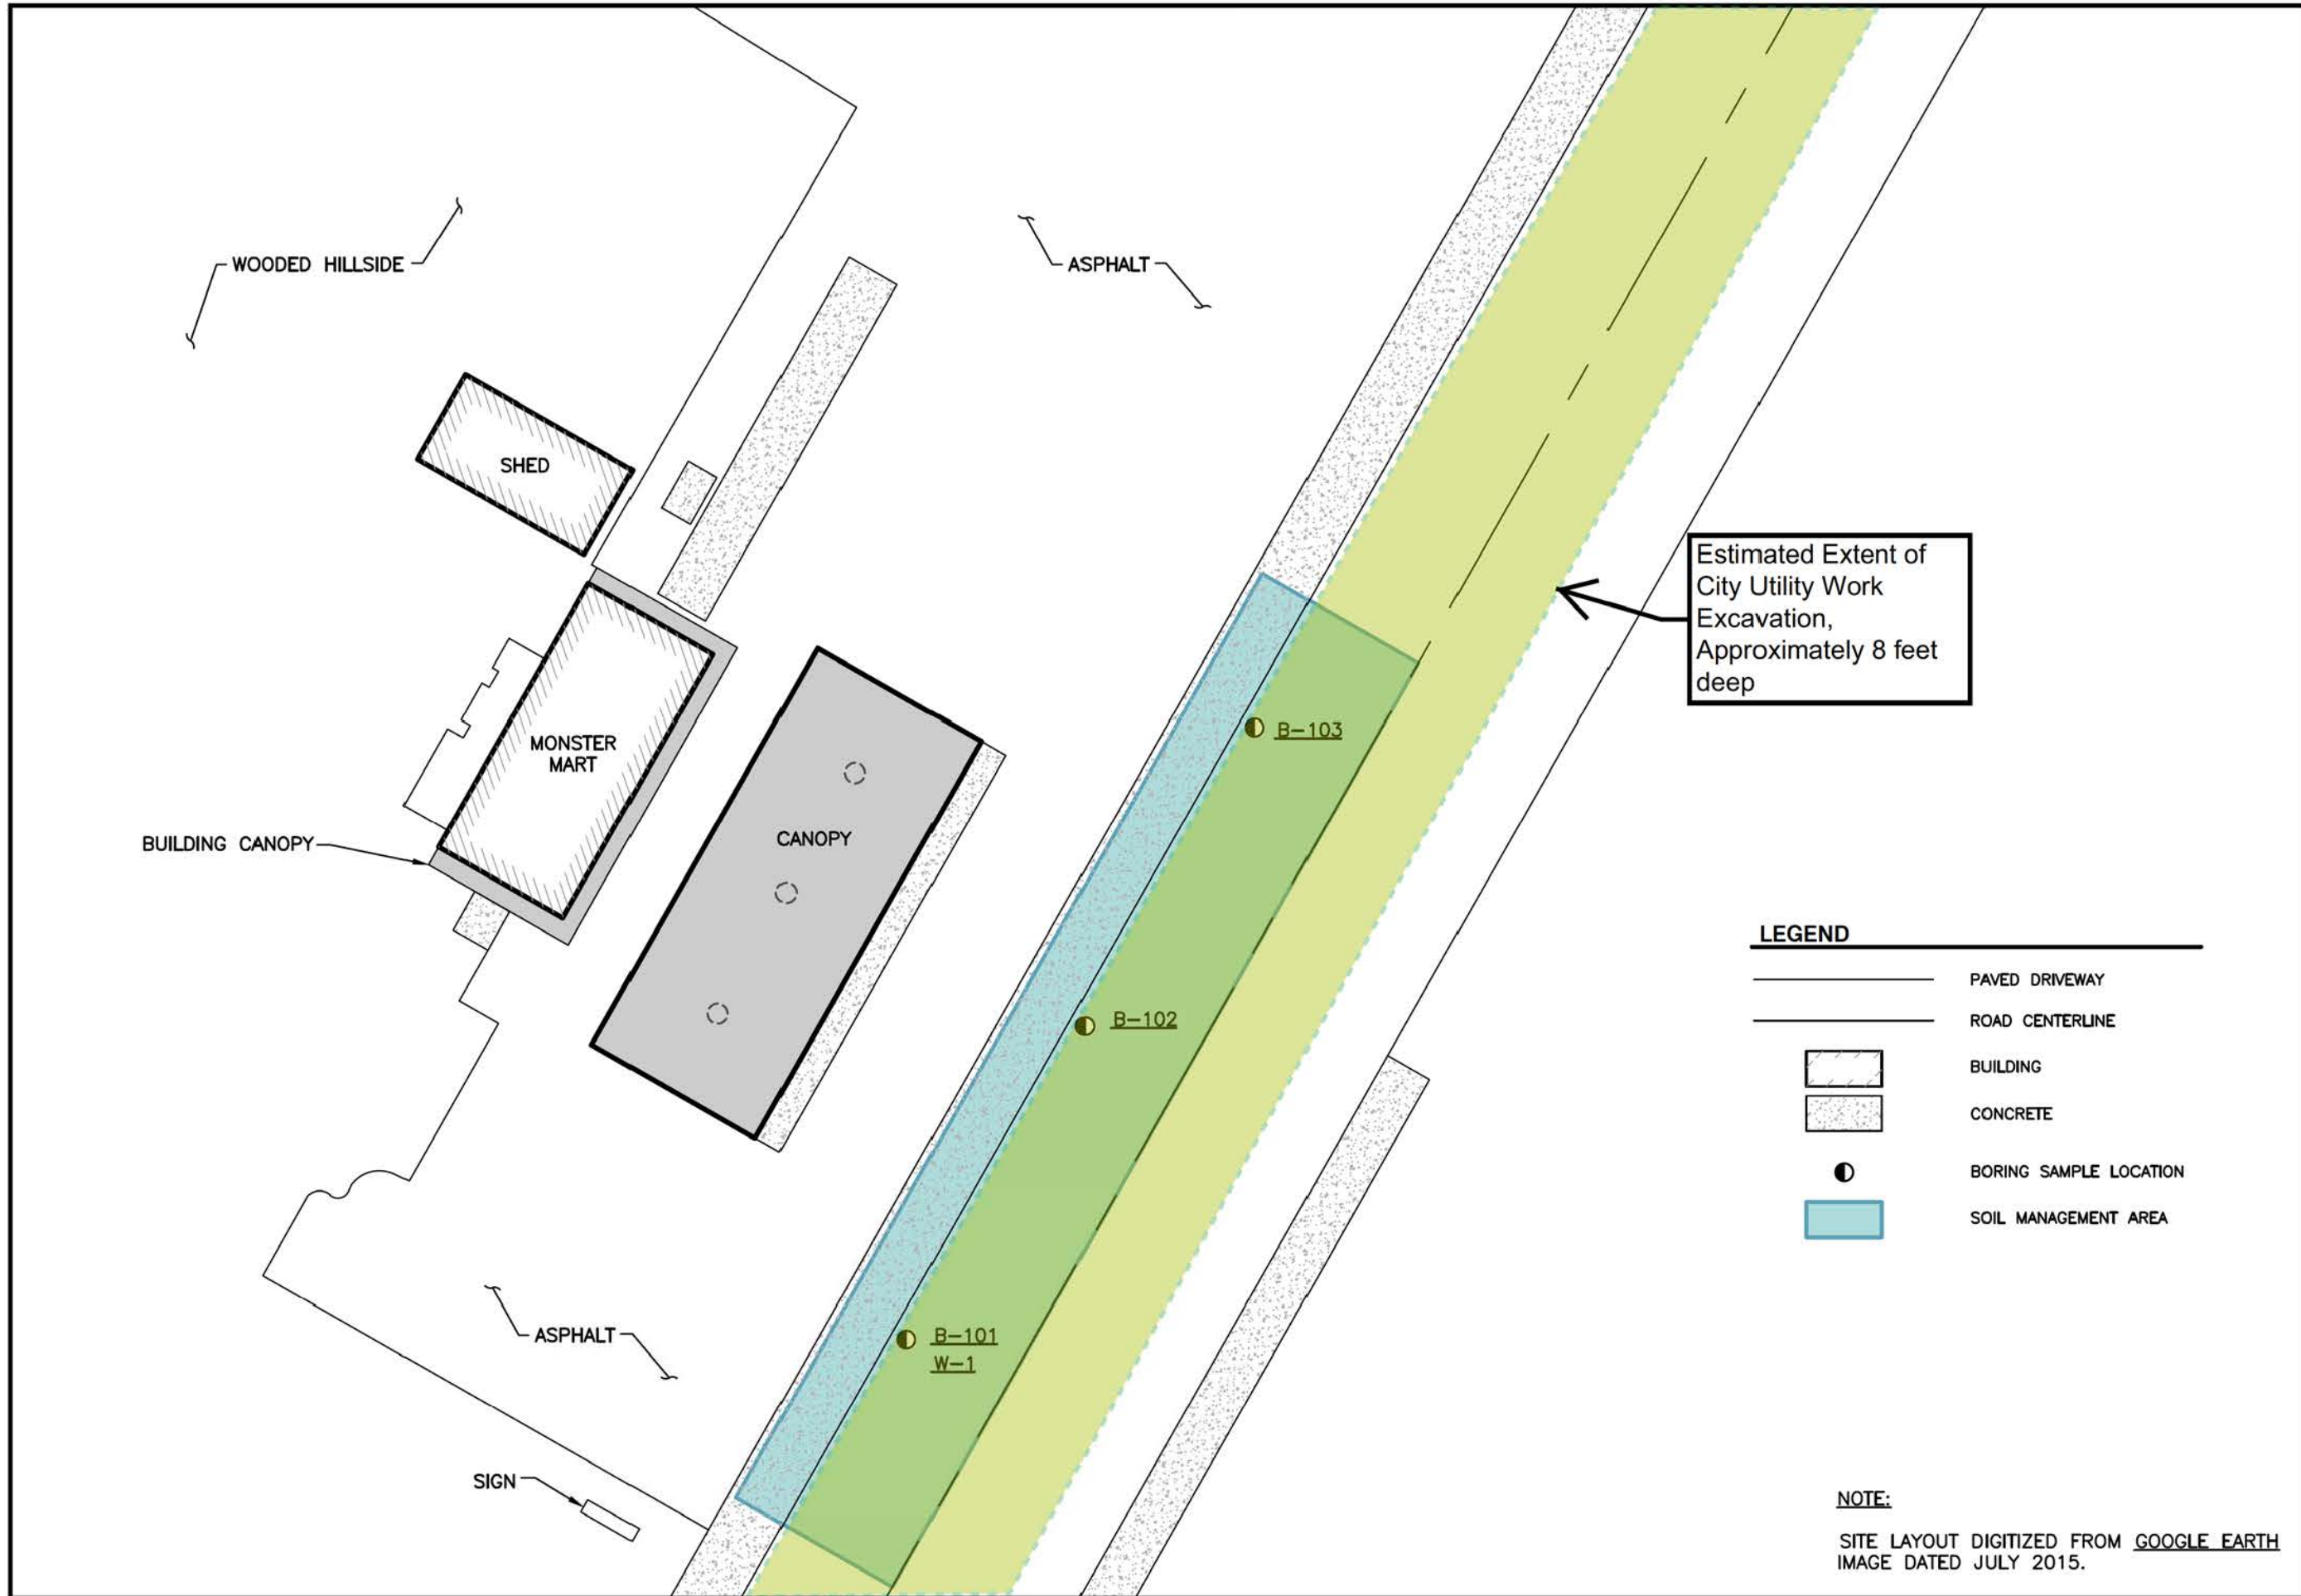 WOODED HILLSIDE
ASPHALT
SHED
Estimated Extent of
City Utility Work
Excavation,
Approximately 8 feet
deep
B-103
MONSTER
MART
CANOPY
BUILDING CANOPY
LEGEND
PAVED DRIVEWAY
ROAD CENTERLINE
B-102
BUILDING
CONCRETE
BORING SAMPLE LOCATION
SOIL MANAGEMENT AREA
ASPHALT
B-101
W-1
SIGN
NOTE:
SITE LAYOUT DIGITIZED FROM GOOGLE EARTH
IMAGE DATED JULY 2015.